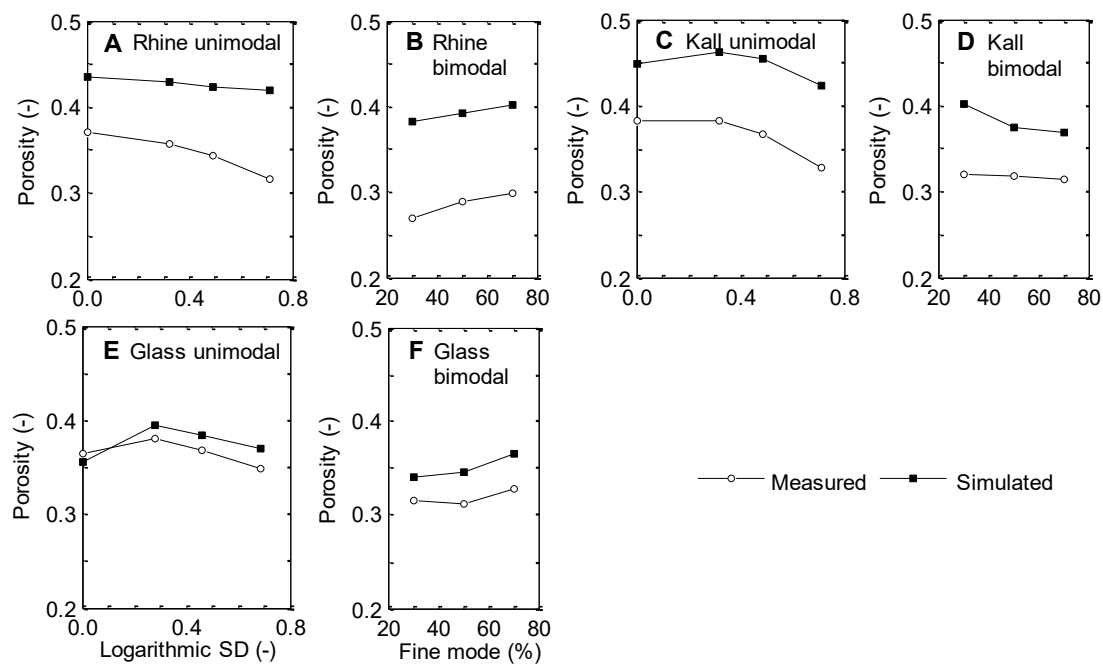 A Rhine unimodal
Porosity (-)
0.5
0.4
0.3
0.2
0.0
0.4
0.8
B Rhine
bimodal
Porosity (-)
0.5
0.4
0.3
0.2
20
40
60
80
C Kall unimodal
Porosity (-)
0.5
0.4
0.3
0.2
0.0
0.4
0.8
D Kall
bimodal
Porosity (-)
0.5
0.4
0.3
0.2
20
40
60
80
E Glass unimodal
Porosity (-)
0.5
0.4
0.3
0.2
0.0
0.4
0.8
Logarithmic SD (-)
F Glass
bimodal
Porosity (-)
0.5
0.4
0.3
0.2
20
40
60
80
Fine mode (%)
Measured
Simulated